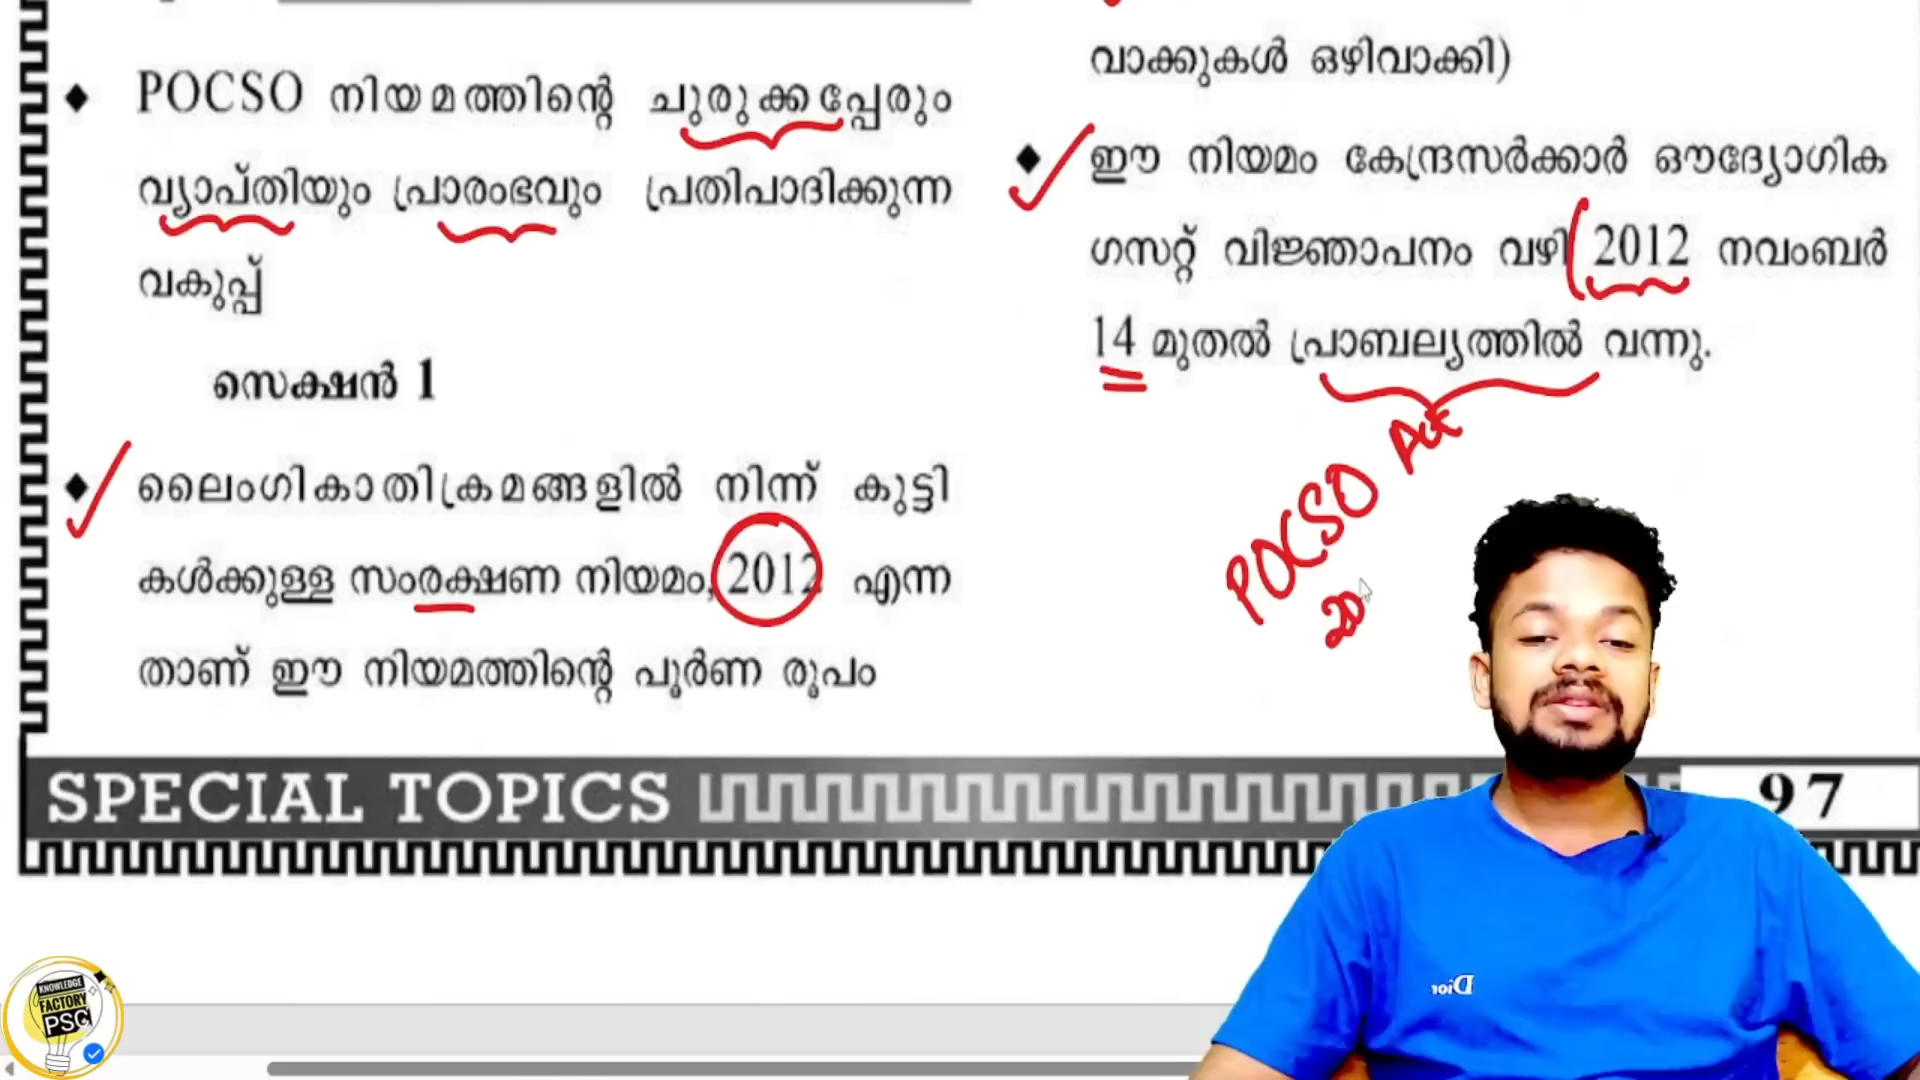 POCSO നിയമത്തിന്റെ ചുരുക്കപ്പേരും
വ്യാപ്തിയും പ്രാരംഭവും പ്രതിപാദിക്കുന്ന
വകുപ്പ്
സെക്ഷൻ 1
ലൈംഗികാതിക്രമങ്ങളിൽ നിന്ന് കുട്ടി
കൾക്കുള്ള സംരക്ഷണ നിയമം, 2012 എന്ന
താണ് ഈ നിയമത്തിന്റെ പൂർണ രൂപം
വാക്കുകൾ ഒഴിവാക്കി)
ഈ നിയമം കേന്ദ്രസർക്കാർ ഔദ്യോഗിക
ഗസറ്റ് വിജ്ഞാപനം വഴി 2012 നവംബർ
14 മുതൽ പ്രാബല്യത്തിൽ വന്നു.
POCSO Act
20
SPECIAL TOPICS
97
Dior
KNOWLEDGE
FACTORY
PSC